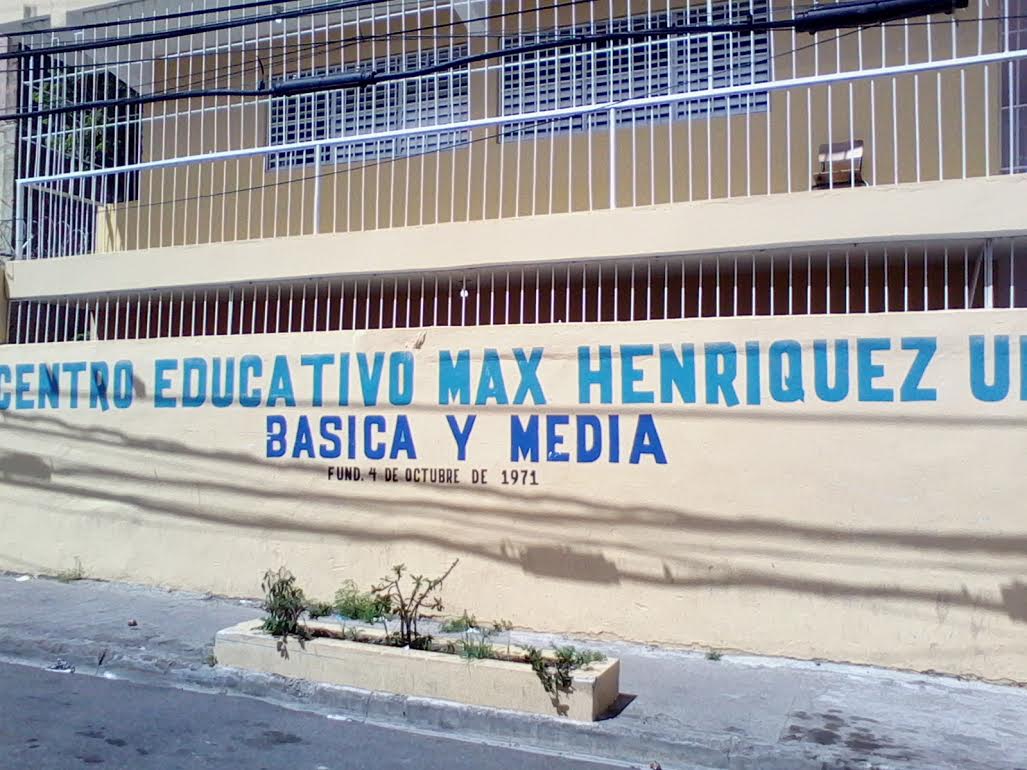 CENTRO EDUCATIVO MAX HENRIQUEZ
BASICA Y MEDIA
FUND. 4 DE OCTUBRE DE 1971